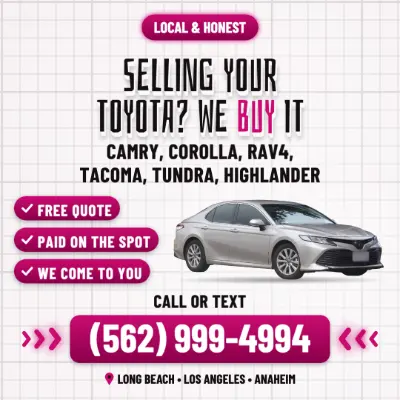 LOCAL & HONEST
SELLING YOUR
TOYOTA? WE BUY IT
CAMRY, COROLLA, RAV4,
TACOMA, TUNDRA, HIGHLANDER
FREE QUOTE
PAID ON THE SPOT
WE COME TO YOU
CALL OR TEXT
(562) 999-4994
LONG BEACH • LOS ANGELES • ANAHEIM